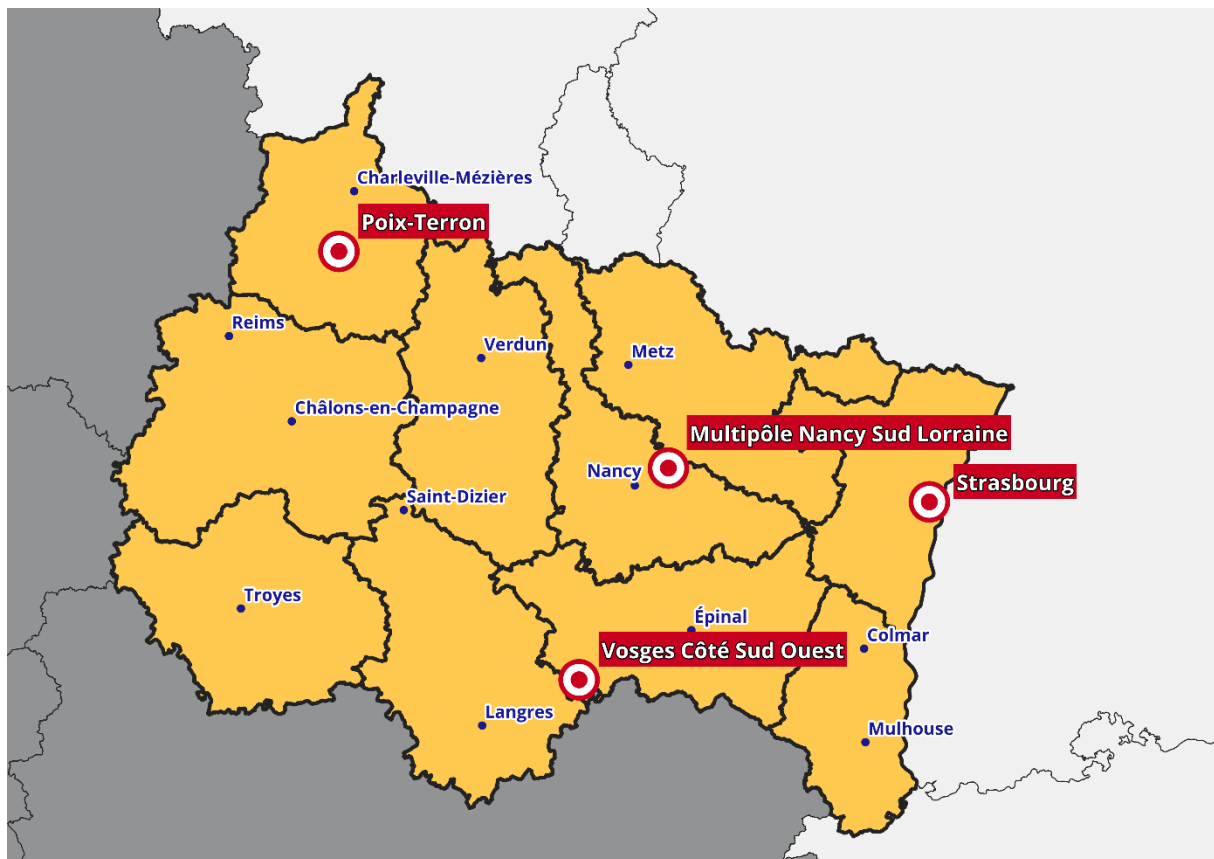 Charleville-Mézières
Poix-Terron
Reims
Verdun
Metz
Châlons-en-Champagne
Multipôle Nancy Sud Lorraine
Nancy
Strasbourg
Saint-Dizier
Troyes
Épinal
Colmar
Vosges Côté Sud Ouest
Langres
Mulhouse